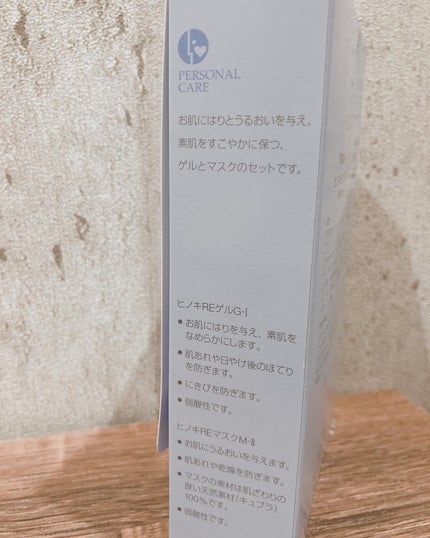 PERSONAL
CARE
お肌にはりとうるおいを与え、
素肌をすこやかに保つ、
ゲルとマスクのセットです。
ヒノキREゲルG-Ⅰ
● お肌にはりを与え、素肌を
なめらかにします。
● 肌あれや日やけ後のほてり
を防ぎます。
● にきびを防ぎます。
● 弱酸性です。
ヒノキREマスクM-Ⅱ
● お肌にうるおいを与えます。
● 肌あれや乾燥を防ぎます。
● マスクの素材は肌ざわりの
良い天然素材（キュプラ）
100%です。
● 弱酸性です。